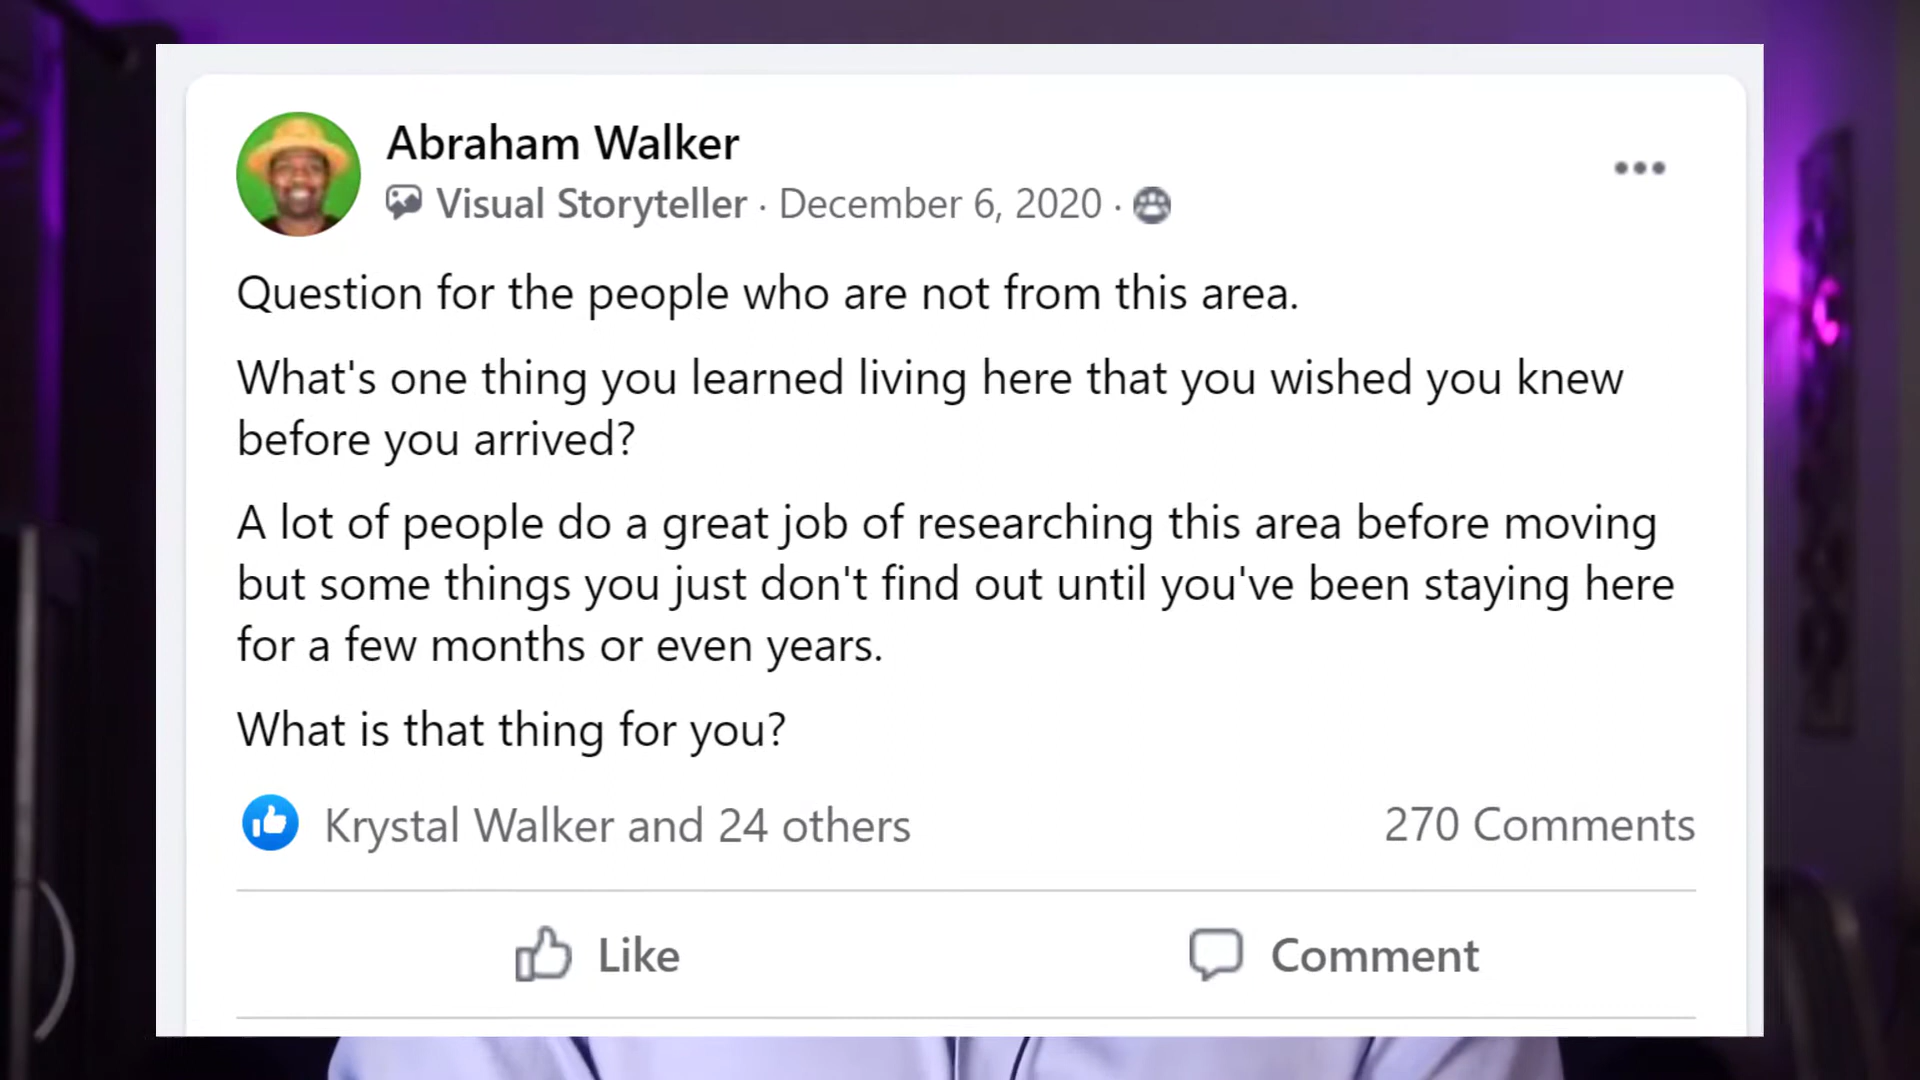 Abraham Walker
Visual Storyteller · December 6, 2020 ·
Question for the people who are not from this area.
What's one thing you learned living here that you wished you knew
before you arrived?
A lot of people do a great job of researching this area before moving
but some things you just don't find out until you've been staying here
for a few months or even years.
What is that thing for you?
Krystal Walker and 24 others
270 Comments
Like
Comment